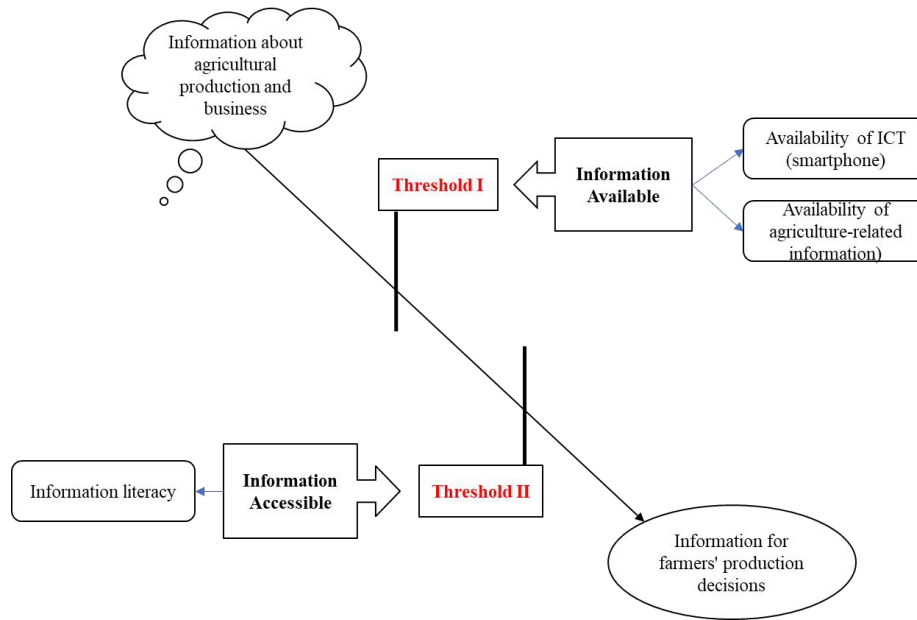 Information about
agricultural
production and
business
Threshold I
Information
Available
Availability of ICT
(smartphone)
Availability of
agriculture-related
information)
Information literacy
Information
Accessible
Threshold II
Information for
farmers' production
decisions